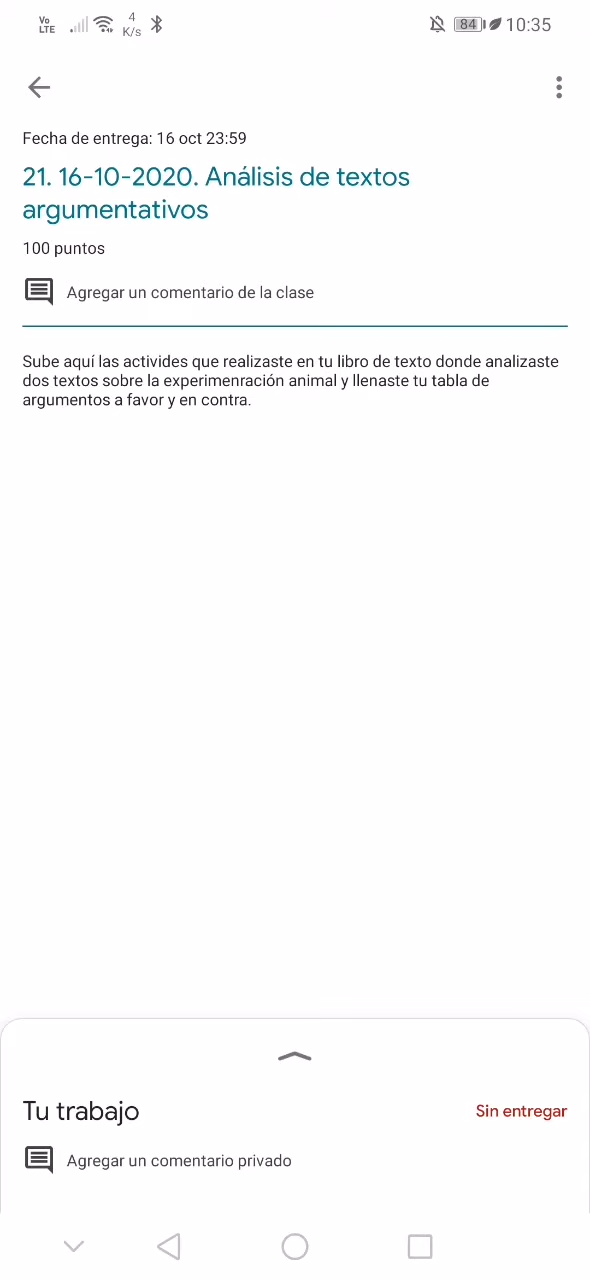 Vo
LTE
4
K/s
84
10:35
Fecha de entrega: 16 oct 23:59
21. 16-10-2020. Análisis de textos
argumentativos
100 puntos
Agregar un comentario de la clase
Sube aquí las activides que realizaste en tu libro de texto donde analizaste
dos textos sobre la experimenración animal y llenaste tu tabla de
argumentos a favor y en contra.
Tu trabajo
Sin entregar
Agregar un comentario privado